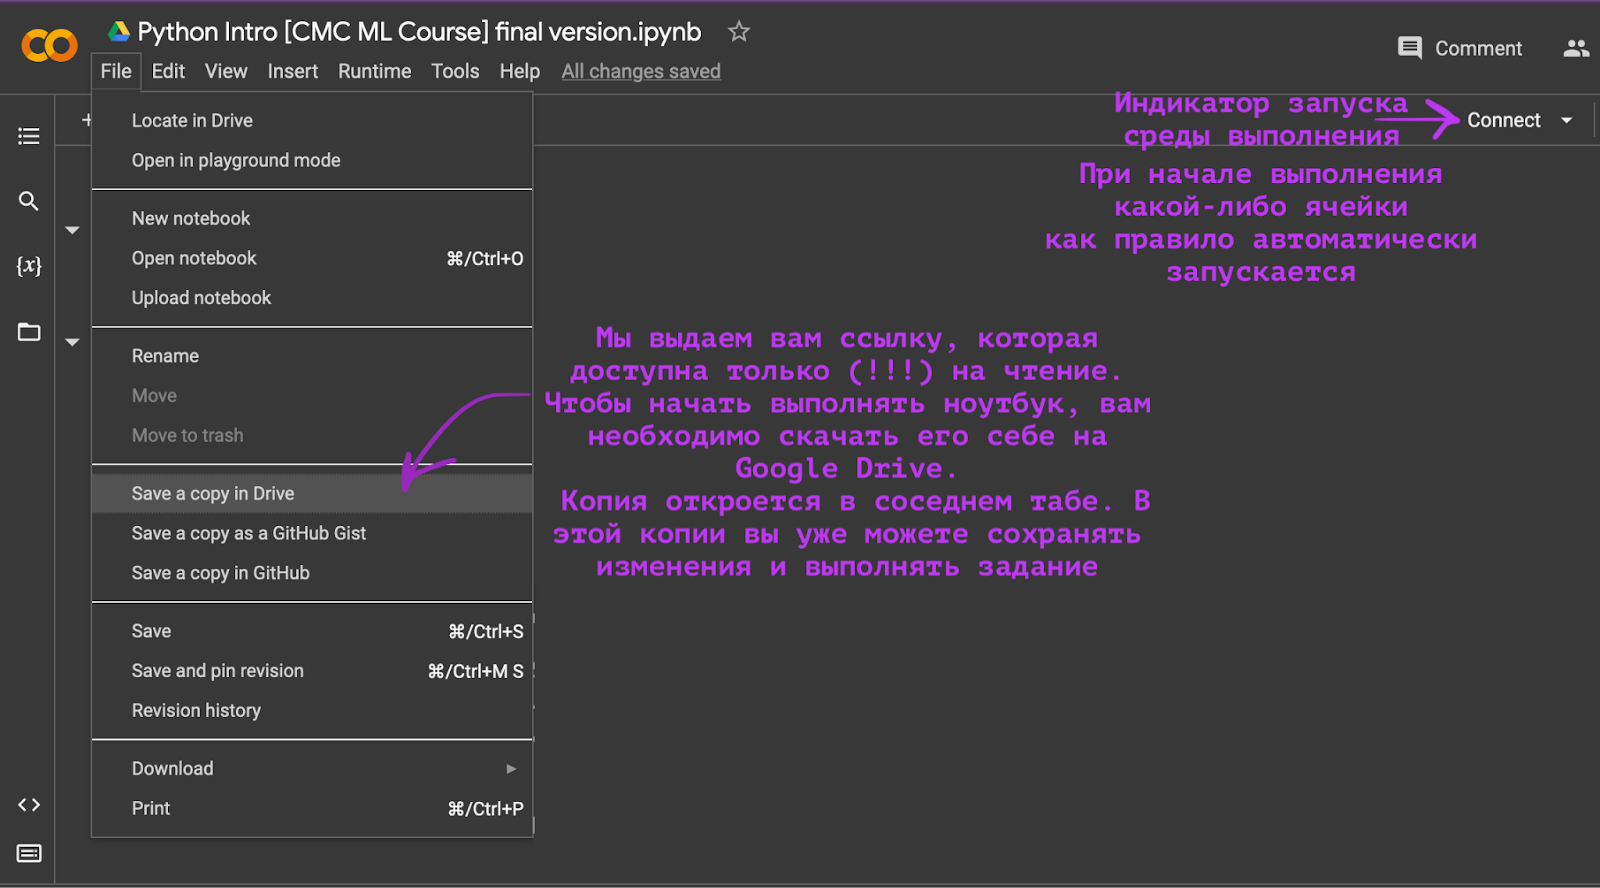 Python Intro [CMC ML Course] final version.ipynb
File Edit View Insert Runtime Tools Help All changes saved
Comment
Индикатор запуска
среды выполнения
Connect
При начале выполнения
какой-либо ячейки
как правило автоматически
запускается
Locate in Drive
Open in playground mode
New notebook
Open notebook ⌘/Ctrl+O
Upload notebook
Rename
Move
Move to trash
Save a copy in Drive
Save a copy as a GitHub Gist
Save a copy in GitHub
Save ⌘/Ctrl+S
Save and pin revision ⌘/Ctrl+M S
Revision history
Download
Print ⌘/Ctrl+P
Мы выдаем вам ссылку, которая
доступна только (!!!) на чтение.
Чтобы начать выполнять ноутбук, вам
необходимо скачать его себе на
Google Drive.
Копия откроется в соседнем табе. В
этой копии вы уже можете сохранять
изменения и выполнять задание
{x}